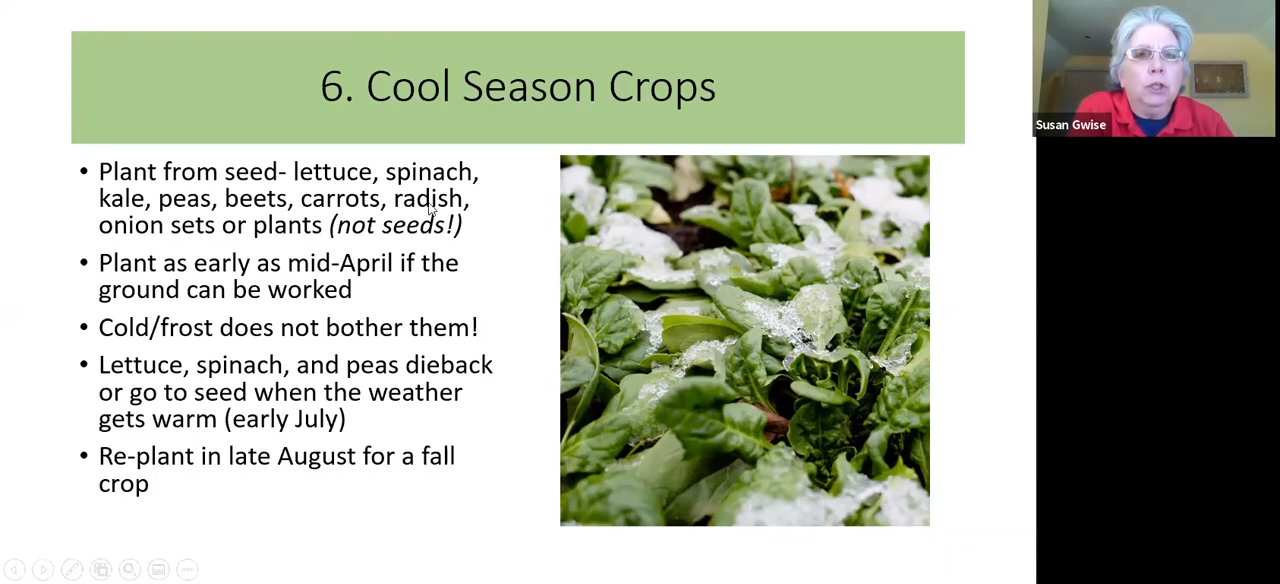 6. Cool Season Crops
Susan Gwise
• Plant from seed- lettuce, spinach,
kale, peas, beets, carrots, radish,
onion sets or plants (not seeds!)
• Plant as early as mid-April if the
ground can be worked
• Cold/frost does not bother them!
• Lettuce, spinach, and peas dieback
or go to seed when the weather
gets warm (early July)
• Re-plant in late August for a fall
crop